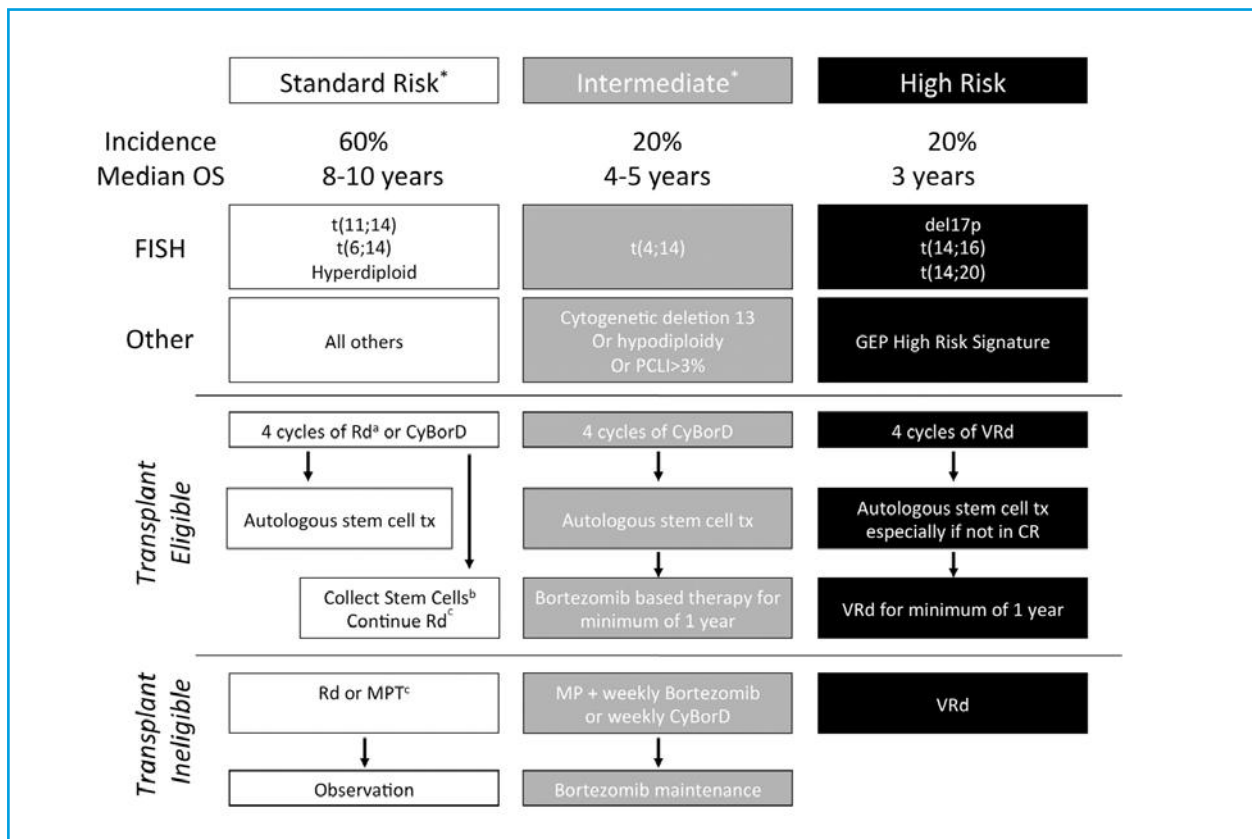 Standard Risk* Intermediate* High Risk
Incidence 60% 20% 20%
Median OS 8-10 years 4-5 years 3 years
FISH
t(11;14)
t(6;14)
Hyperdiploid
t(4;14)
del17p
t(14;16)
t(14;20)
Other
All others
Cytogenetic deletion 13
Or hypodiploidy
Or PCLI>3%
GEP High Risk Signature
Transplant
Eligible
4 cycles of Rdᵃ or CyBorD
4 cycles of CyBorD
4 cycles of VRd
Autologous stem cell tx
Autologous stem cell tx
Autologous stem cell tx
especially if not in CR
Collect Stem Cellsᵇ
Continue Rdᶜ
Bortezomib based therapy for
minimum of 1 year
VRd for minimum of 1 year
Transplant
Ineligible
Rd or MPTᶜ
MP + weekly Bortezomib
or weekly CyBorD
VRd
Observation
Bortezomib maintenance